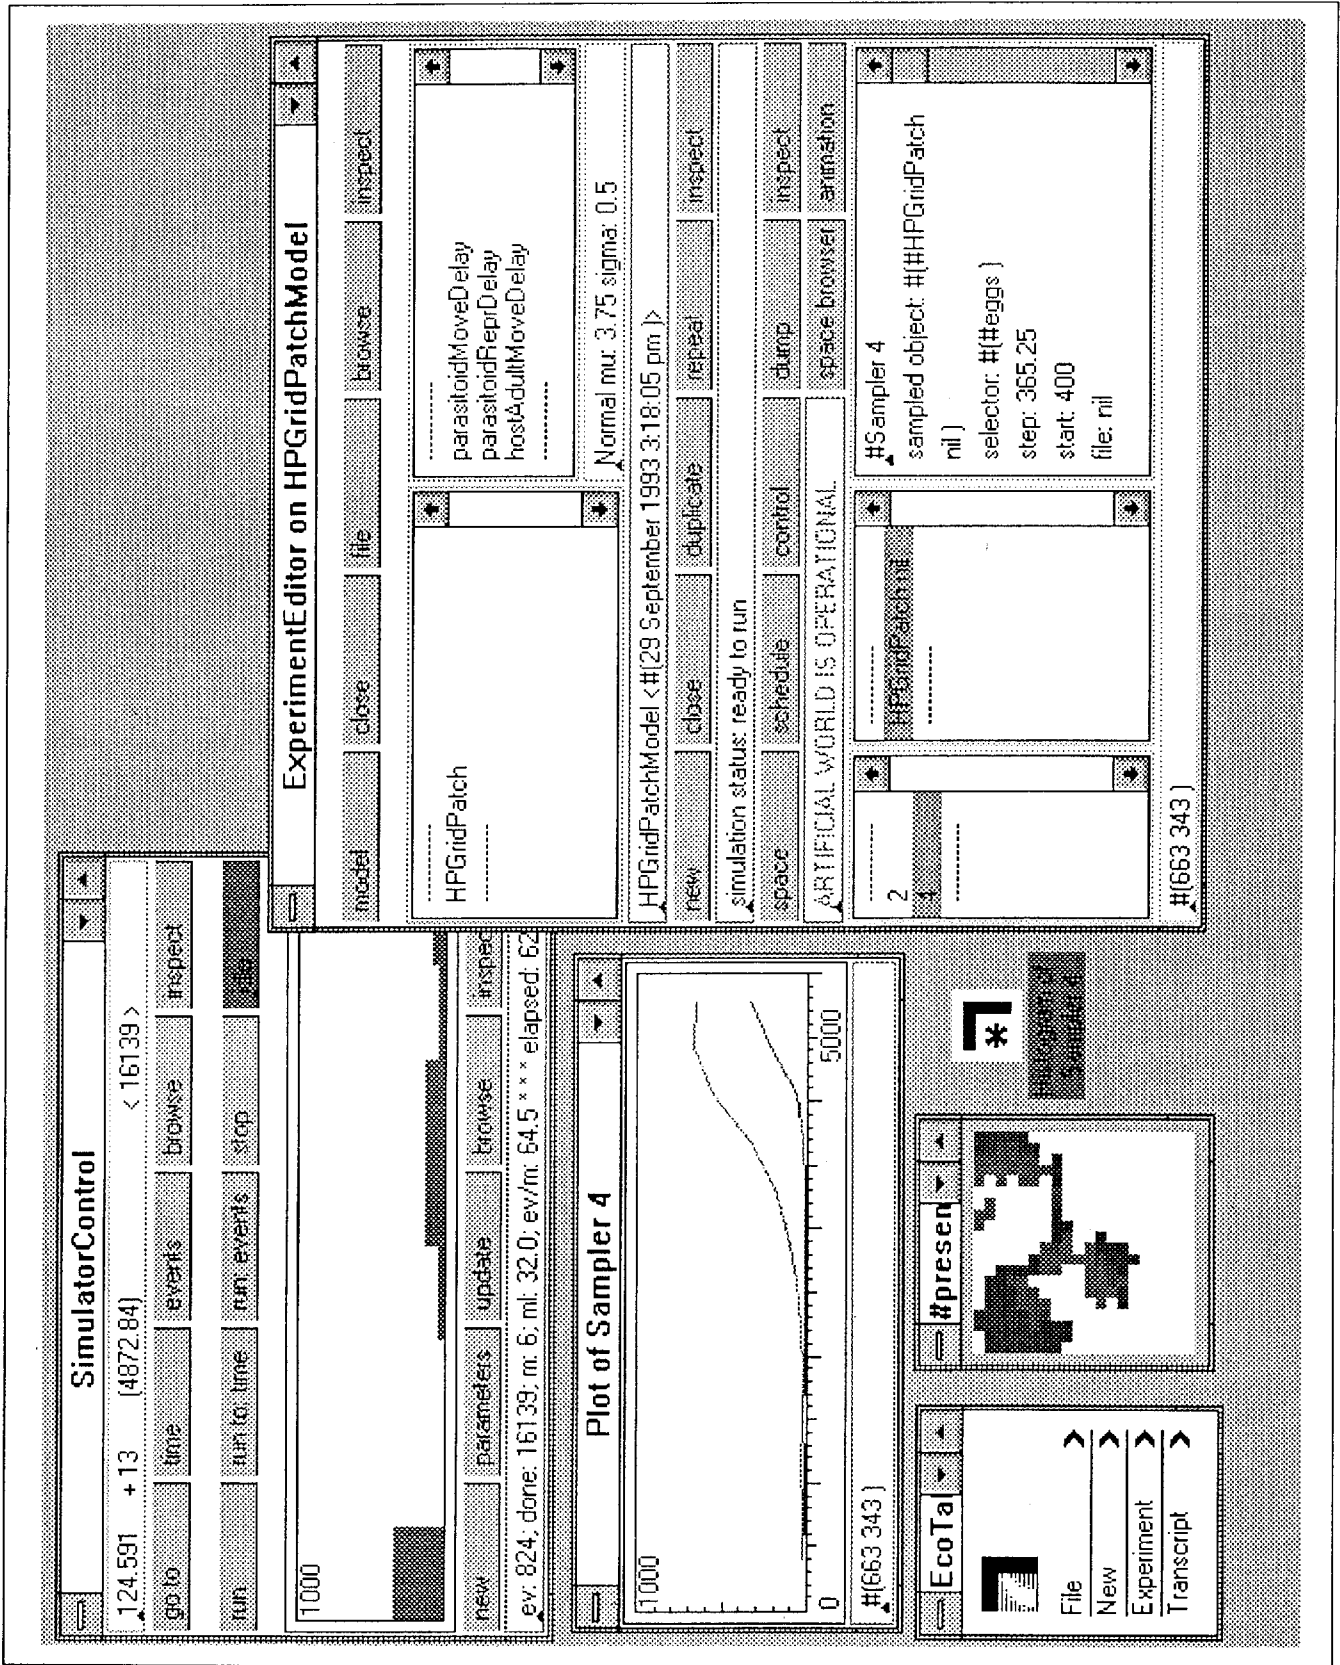 SimulatorControl
124.591 + 13 (4872.84) < 16139 >
go to time events browse inspect
run run to time run events stop
1000
new parameters update browse inspec
ev: 824; done: 16139; m: 6; ml: 32.0; ev/m: 64.5 * * * elapsed: 62
Plot of Sampler 4
1000
0 5000
#(663 343 )
EcoTal
File
New
Experiment
Transcript
#presen
Sampler 4
ExperimentEditor on HPGridPatchModel
model close file browse inspect
----------
HPGridPatch
----------
----------
parasitoidMoveDelay
parasitoidReprDelay
hostAdultMoveDelay
----------
Normal mu: 3.75 sigma: 0.5
HPGridPatchModel <#(29 September 1993 3:18:05 pm )>
new close duplicate repeat inspect
simulation status: ready to run
space schedule control dump inspect
ARTIFICIAL WORLD IS OPERATIONAL space browser animation
----------
2
4
----------
----------
HPGridPatch nil
----------
#Sampler 4
sampled object: #(#HPGridPatch
nil )
selector: #(#eggs )
step: 365.25
start: 400
file: nil
#(663 343 )